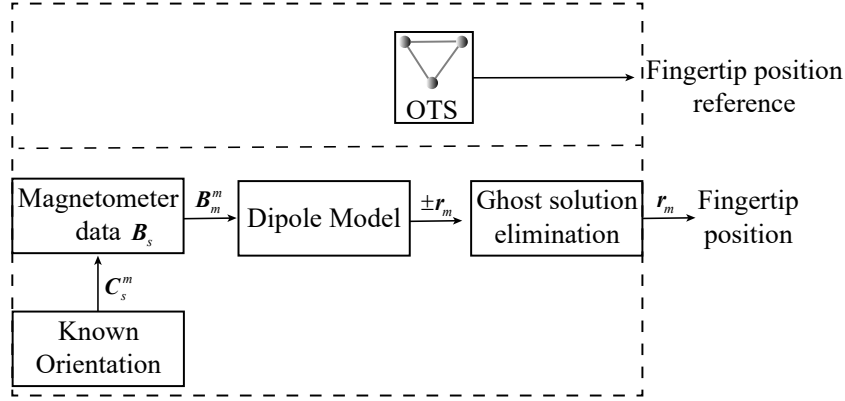 OTS
Fingertip position
reference
Magnetometer
data B_s
B_m^m
Dipole Model
±r_m
Ghost solution
elimination
r_m
Fingertip
position
C_s^m
Known
Orientation